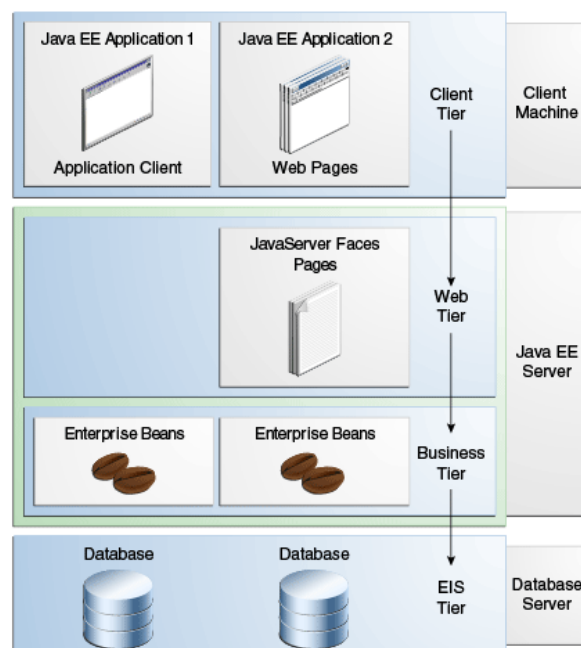 Java EE Application 1
Application Client
Java EE Application 2
Web Pages
Client
Tier
Client
Machine
JavaServer Faces
Pages
Web
Tier
Java EE
Server
Enterprise Beans
Enterprise Beans
Business
Tier
Database
Database
EIS
Tier
Database
Server